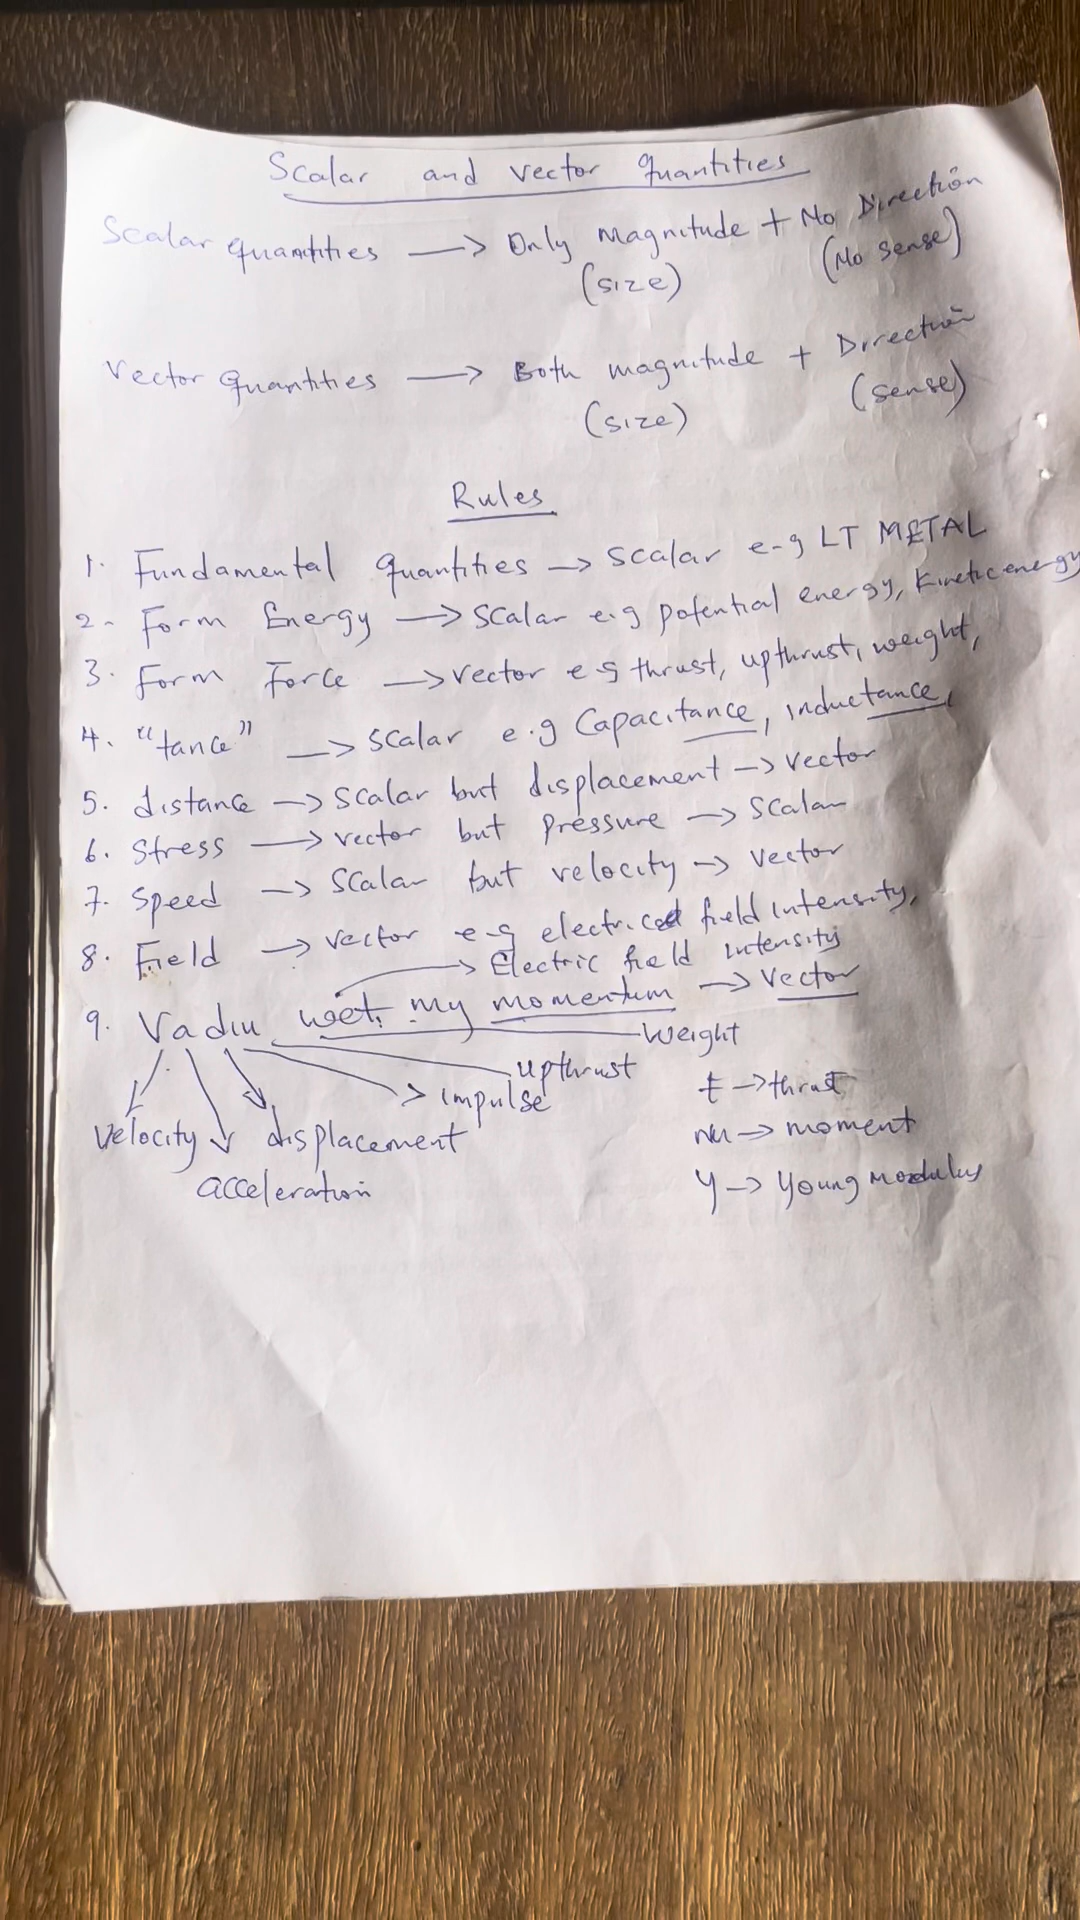 Scalar and vector Quantities
Scalar quantities → Only magnitude + No Direction
(size) (No sense)
Vector Quantities → Both magnitude + Direction
(size) (sense)
Rules
1. Fundamental quantities → scalar e-g LT METAL
2- Form Energy → scalar e.g potential energy, kinetic energy
3. Form Force → vector e g thrust, upthrust, weight,
4. "tance" → scalar e.g Capacitance, inductance,
5. distance → scalar but displacement → vector
6. Stress → vector but pressure → scalar
7. Speed → scalar but velocity → vector
8. Field → vector e-g electrical field intensity,
→ Electric field intensity
9. Vadiu wet my momentum → vector
Weight
upthrust
impulse
t → thrust
Velocity displacement
m → moment
acceleration
Y → Young modulus